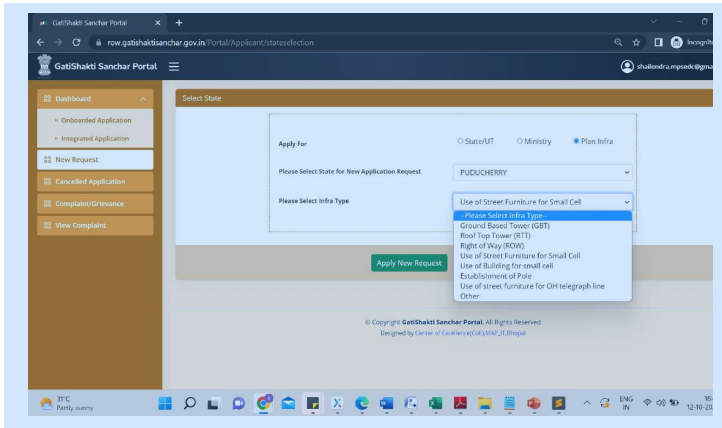 GatiShakti Sanchar Portal
row.gatishaktisanchar.gov.in/Portal/Applicant/stateselection
Incognito
GatiShakti Sanchar Portal
shailendra.mpsedc@gma
Dashboard
Onboarded Application
Integrated Application
New Request
Cancelled Application
Complaint/Grievance
View Complaint
Select State
Apply For
State/UT Ministry Plan Infra
Please Select State for New Application Request
PUDUCHERRY
Please Select Infra Type
Use of Street Furniture for Small Cell
--Please Select Infra Type--
Ground Based Tower (GBT)
Roof Top Tower (RTT)
Right of Way (ROW)
Use of Street Furniture for Small Cell
Use of Building for small cell
Establishment of Pole
Use of street furniture for OH telegraph line
Other
Apply New Request
© Copyright GatiShakti Sanchar Portal. All Rights Reserved
Designed by Center of Excellence(CoE),MAP_IT,Bhopal
31°C
Partly sunny
ENG
IN
16:
12-10-20